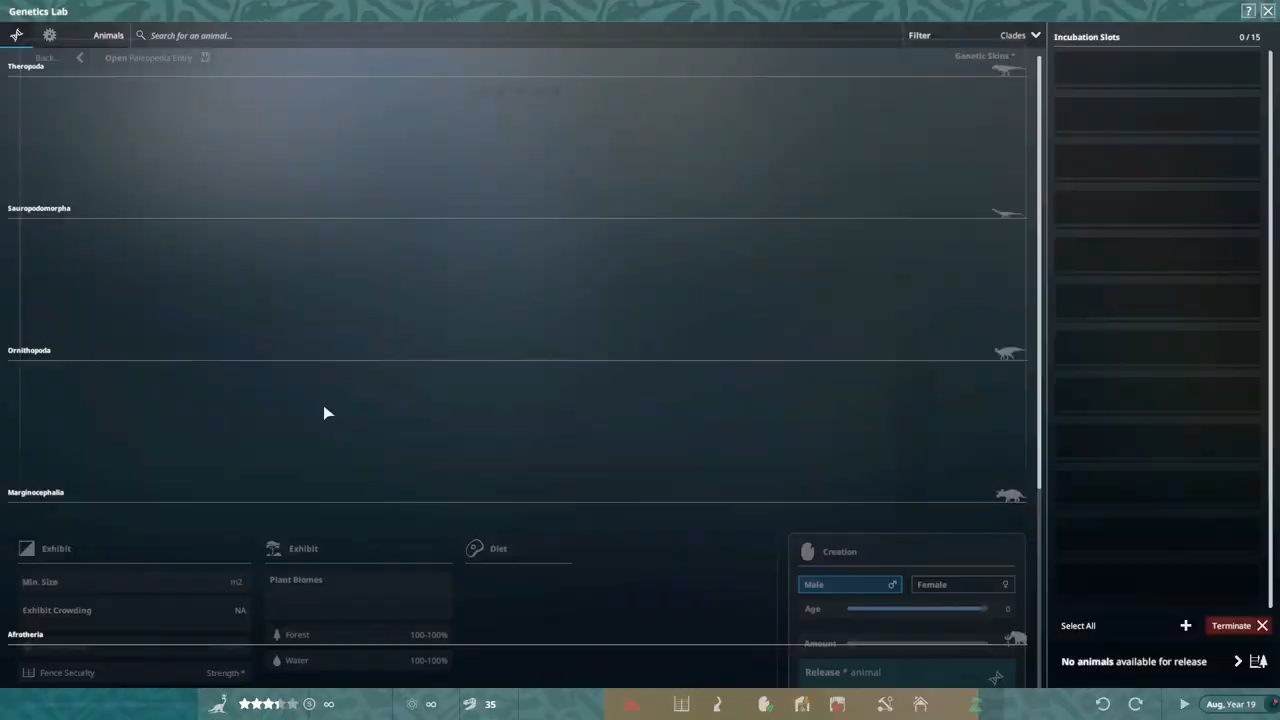 Genetics Lab
?
Animals
Search for an animal...
Filter
Clades
Incubation Slots
0 / 15
Back...
Open Paleopedia Entry
Genetic Skins *
Theropoda
Sauropodomorpha
Ornithopoda
Marginocephalia
Exhibit
Exhibit
Diet
Creation
Min. Size
m2
Plant Biomes
Male
Female
Exhibit Crowding
NA
Age
0
Afrotheria
Forest
100-100%
Amount
Select All
Terminate
Fence Security
Strength *
Water
100-100%
Release * animal
No animals available for release
35
Aug, Year 19